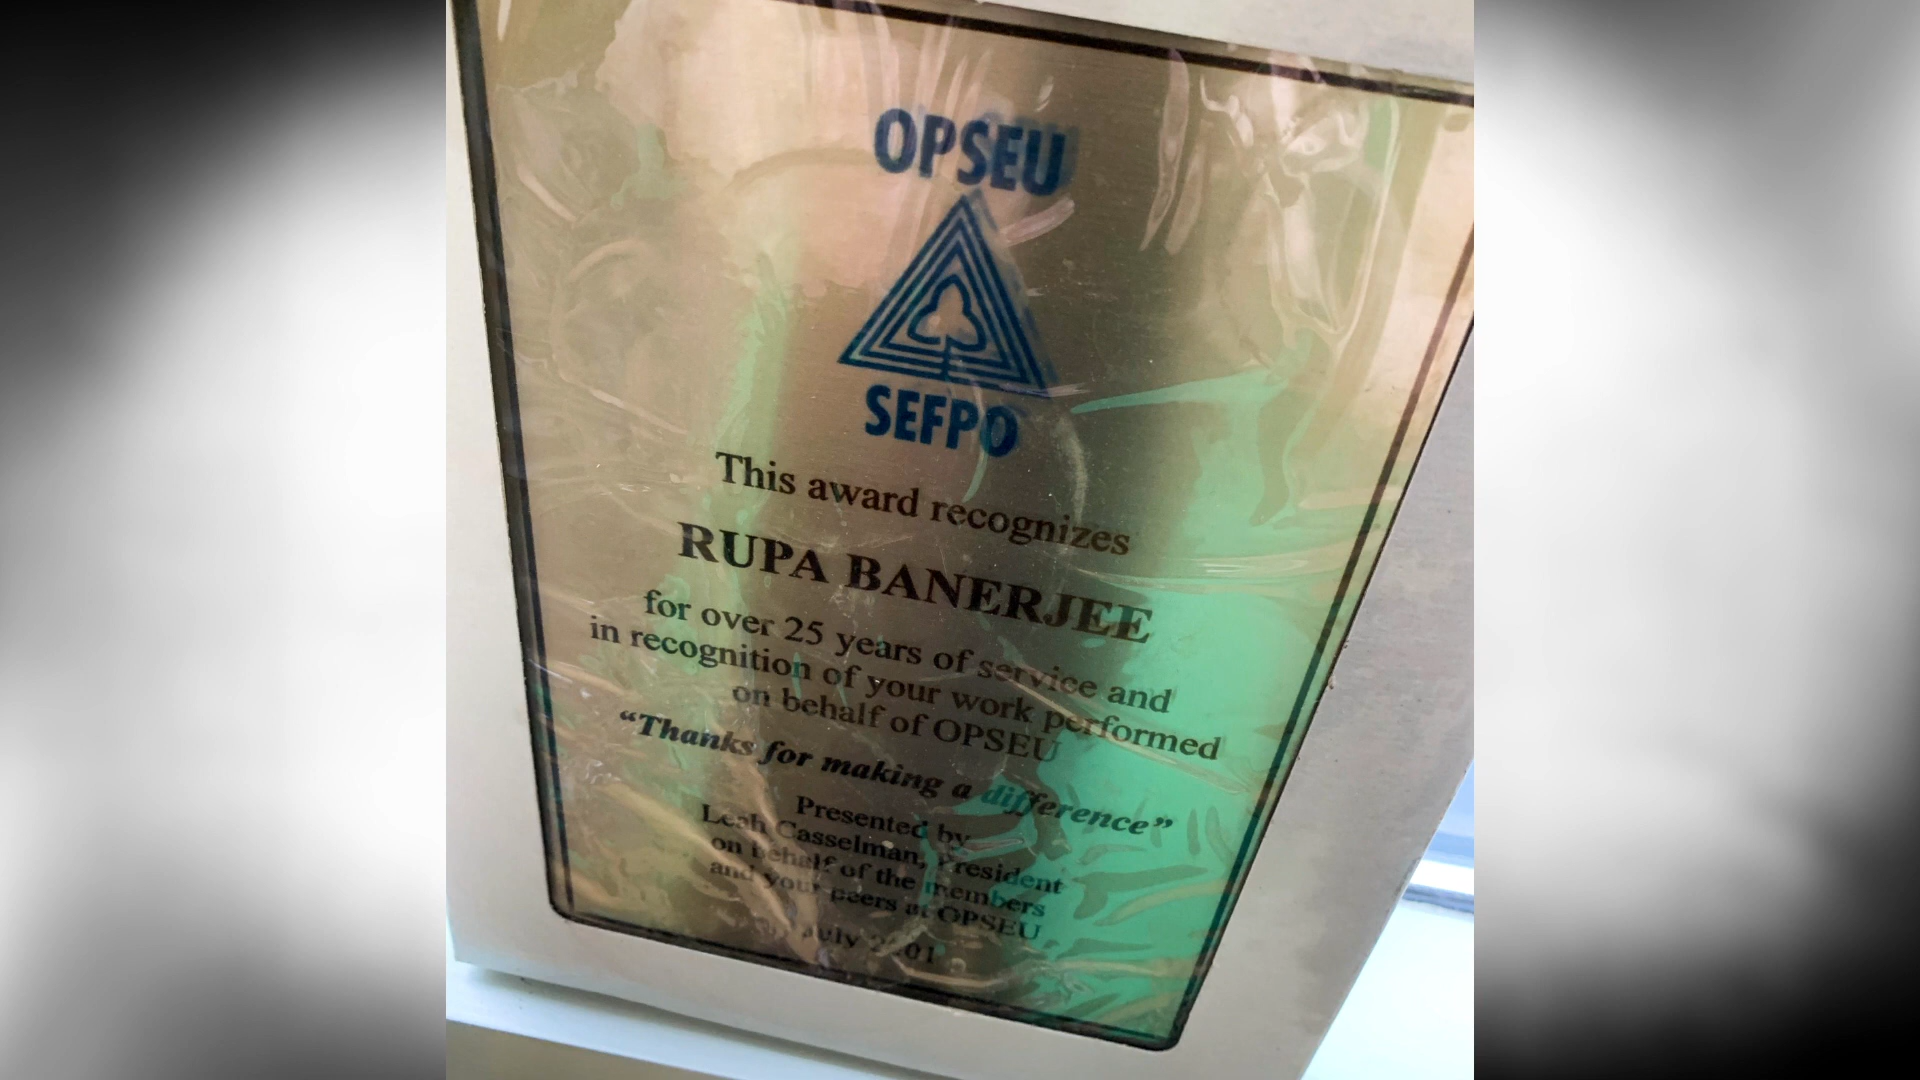 OPSEU
SEFPO
This award recognizes
RUPA BANERJEE
for over 25 years of service and
in recognition of your work performed
on behalf of OPSEU
“Thanks for making a difference”
Presented by
Leah Casselman, President
on behalf of the members
and your peers at OPSEU
July 2001